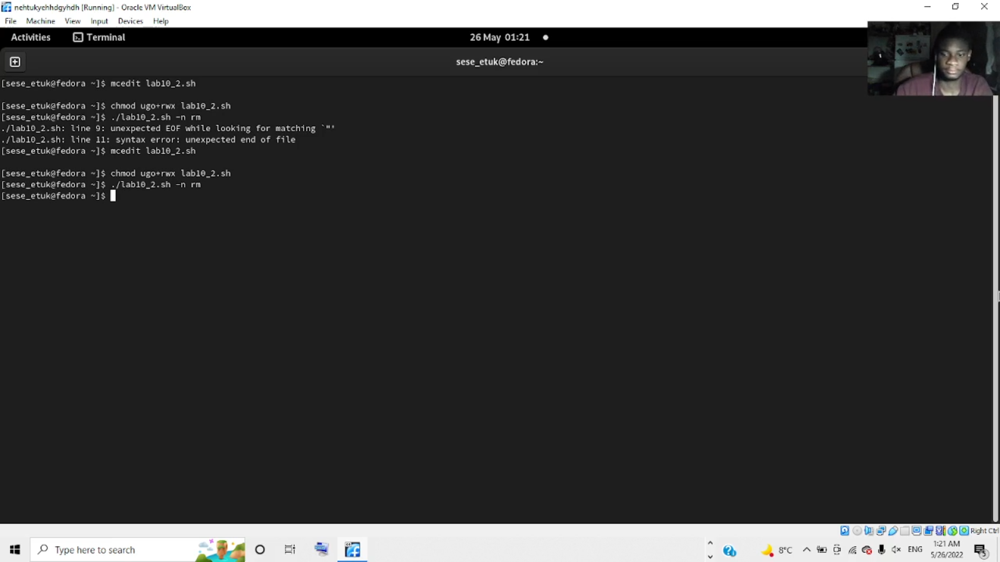 nehtukyehhdgyhdh [Running] - Oracle VM VirtualBox
File Machine View Input Devices Help
Activities Terminal 26 May 01:21
sese_etuk@fedora:~
[sese_etuk@fedora ~]$ mcedit lab10_2.sh
[sese_etuk@fedora ~]$ chmod ugo+rwx lab10_2.sh
[sese_etuk@fedora ~]$ ./lab10_2.sh -n rm
./lab10_2.sh: line 9: unexpected EOF while looking for matching `"'
./lab10_2.sh: line 11: syntax error: unexpected end of file
[sese_etuk@fedora ~]$ mcedit lab10_2.sh
[sese_etuk@fedora ~]$ chmod ugo+rwx lab10_2.sh
[sese_etuk@fedora ~]$ ./lab10_2.sh -n rm
[sese_etuk@fedora ~]$
Right Ctrl
Type here to search
8°C
ENG
1:21 AM
5/26/2022
5